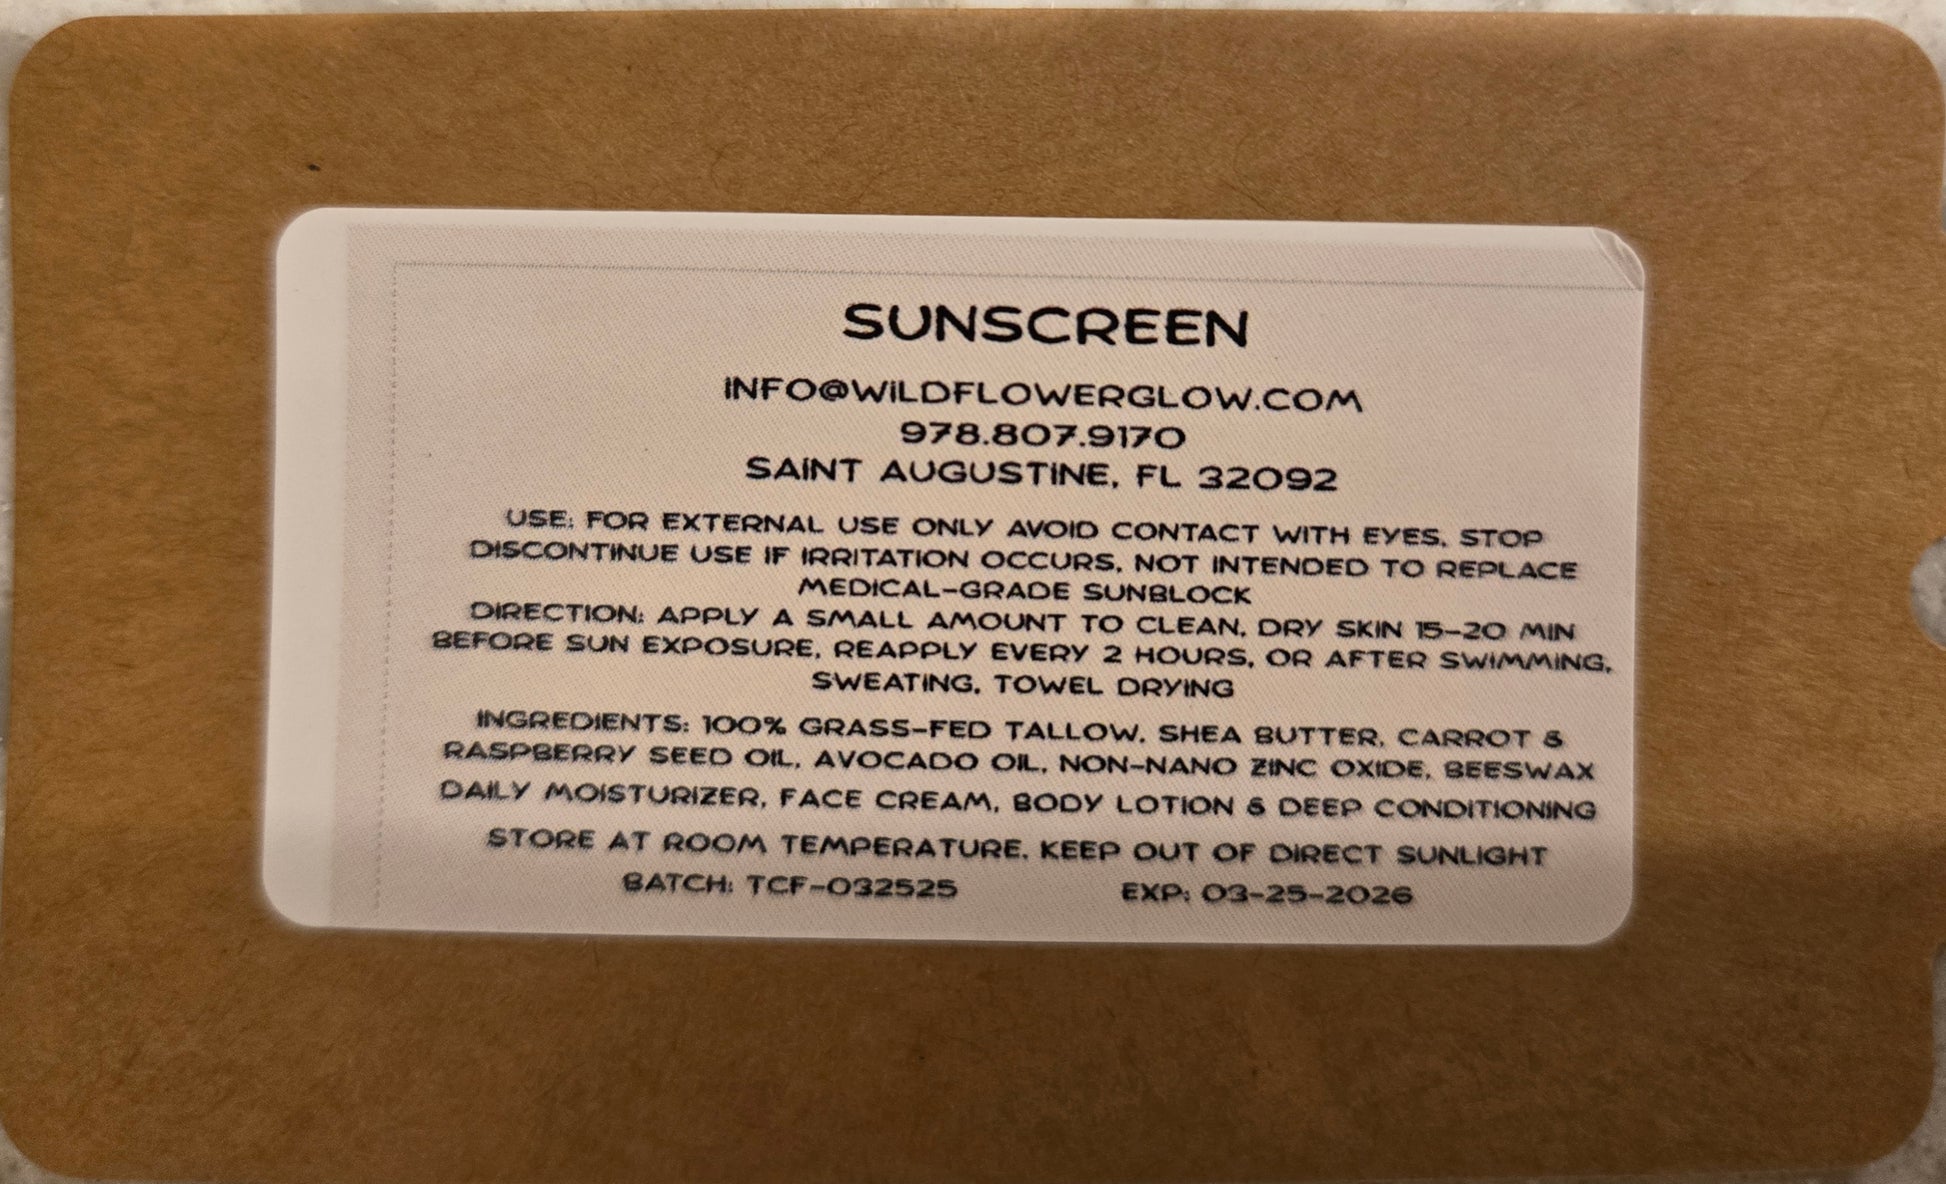 SUNSCREEN
INFO@WILDFLOWERGLOW.COM
978.807.9170
SAINT AUGUSTINE, FL 32092
USE: FOR EXTERNAL USE ONLY AVOID CONTACT WITH EYES. STOP
DISCONTINUE USE IF IRRITATION OCCURS. NOT INTENDED TO REPLACE
MEDICAL-GRADE SUNBLOCK
DIRECTION: APPLY A SMALL AMOUNT TO CLEAN, DRY SKIN 15-20 MIN
BEFORE SUN EXPOSURE, REAPPLY EVERY 2 HOURS, OR AFTER SWIMMING,
SWEATING, TOWEL DRYING
INGREDIENTS: 100% GRASS-FED TALLOW. SHEA BUTTER, CARROT &
RASPBERRY SEED OIL, AVOCADO OIL, NON-NANO ZINC OXIDE, BEESWAX
DAILY MOISTURIZER, FACE CREAM, BODY LOTION & DEEP CONDITIONING
STORE AT ROOM TEMPERATURE. KEEP OUT OF DIRECT SUNLIGHT
BATCH: TCF-032525 EXP: 03-25-2026